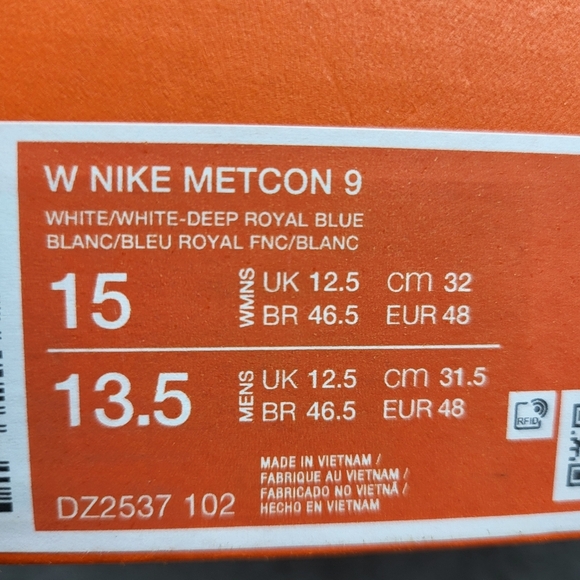 W NIKE METCON 9
WHITE/WHITE-DEEP ROYAL BLUE
BLANC/BLEU ROYAL FNC/BLANC
15 WMNS UK 12.5 cm 32
BR 46.5 EUR 48
13.5 MENS UK 12.5 cm 31.5
BR 46.5 EUR 48
RFID
MADE IN VIETNAM /
FABRIQUE AU VIETNAM /
FABRICADO NO VIETNÃ /
HECHO EN VIETNAM
DZ2537 102